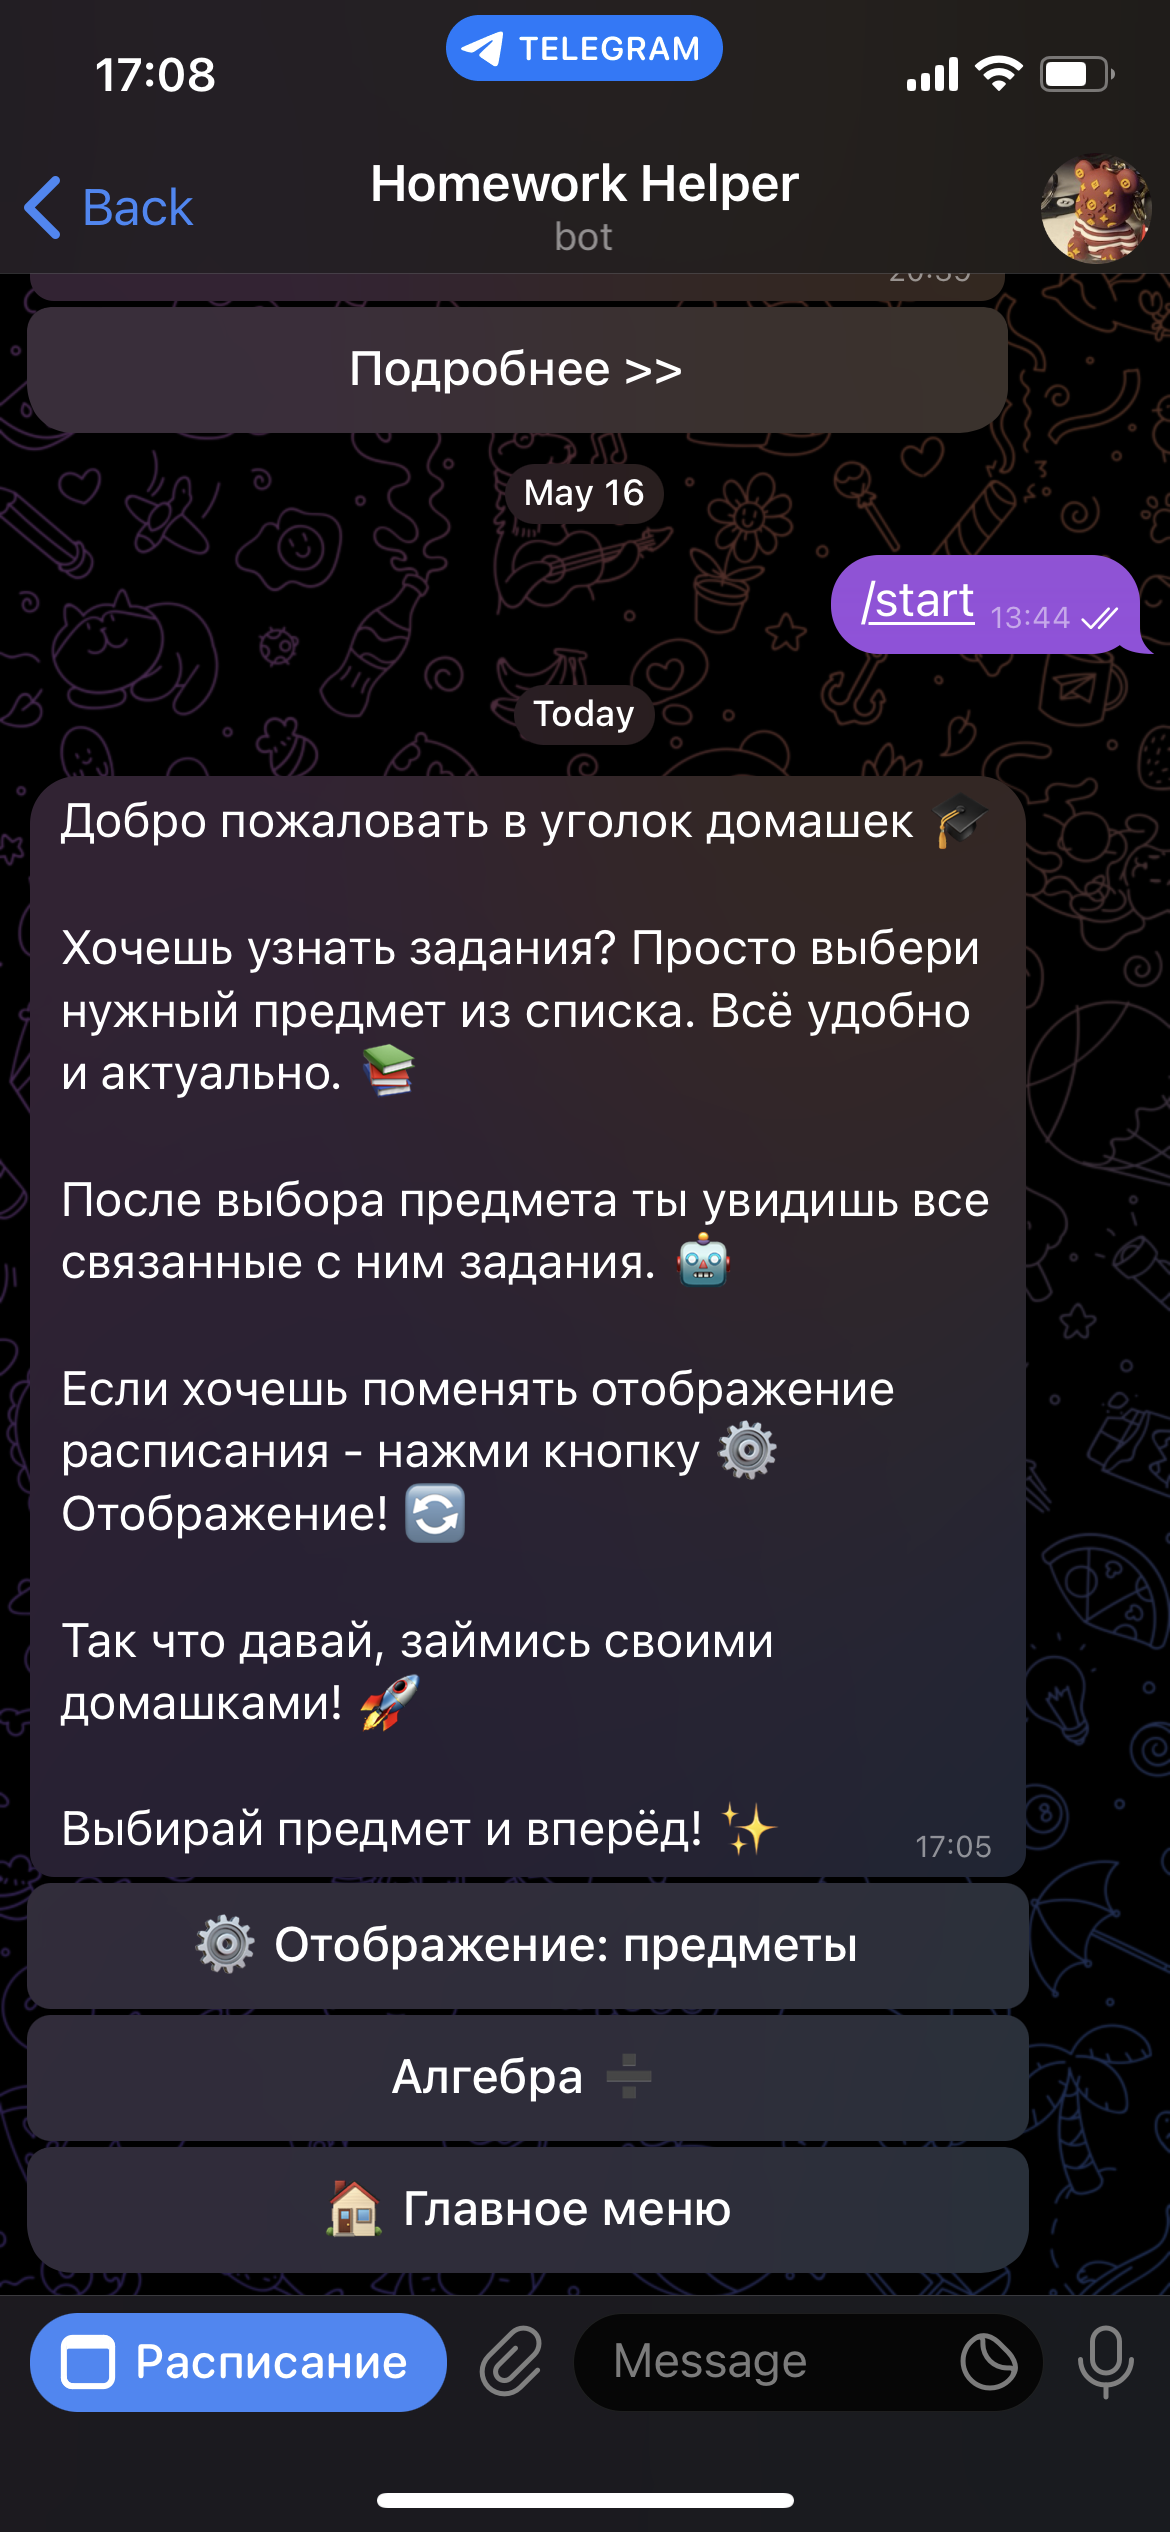 17:08
TELEGRAM
Back
Homework Helper
bot
Подробнее >>
May 16
/start 13:44
Today
Добро пожаловать в уголок домашек 🎓
Хочешь узнать задания? Просто выбери
нужный предмет из списка. Всё удобно
и актуально. 📚
После выбора предмета ты увидишь все
связанные с ним задания. 🤖
Если хочешь поменять отображение
расписания - нажми кнопку ⚙️
Отображение! 🔄
Так что давай, займись своими
домашками! 🚀
Выбирай предмет и вперёд! ✨ 17:05
⚙️ Отображение: предметы
Алгебра ➗
🏠 Главное меню
Расписание
Message